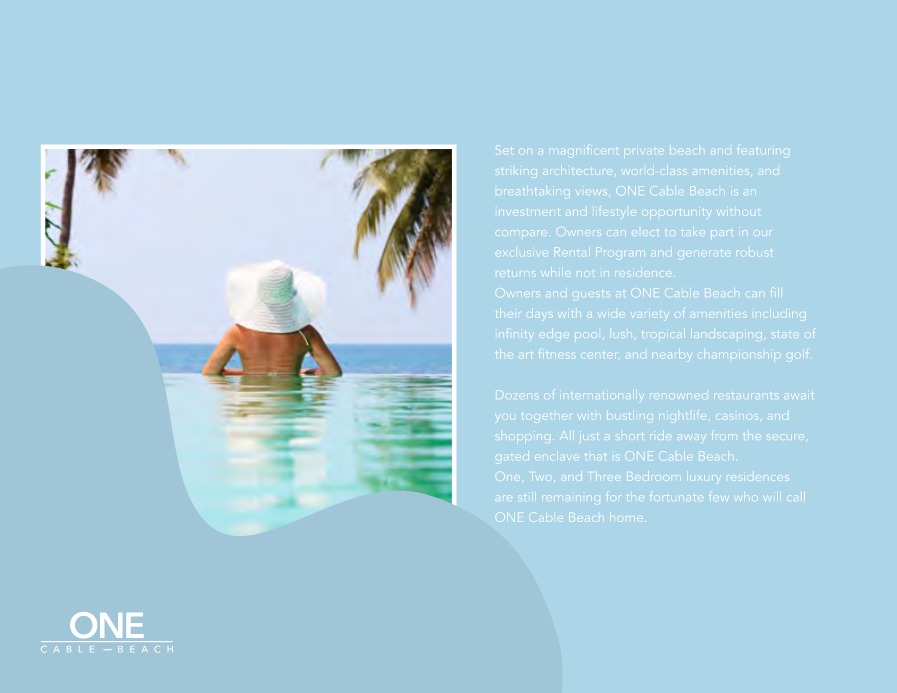 Set on a magnificent private beach and featuring
striking architecture, world-class amenities, and
breathtaking views, ONE Cable Beach is an
investment and lifestyle opportunity without
compare. Owners can elect to take part in our
exclusive Rental Program and generate robust
returns while not in residence.
Owners and guests at ONE Cable Beach can fill
their days with a wide variety of amenities including
infinity edge pool, lush, tropical landscaping, state of
the art fitness center, and nearby championship golf.
Dozens of internationally renowned restaurants await
you together with bustling nightlife, casinos, and
shopping. All just a short ride away from the secure,
gated enclave that is ONE Cable Beach.
One, Two, and Three Bedroom luxury residences
are still remaining for the fortunate few who will call
ONE Cable Beach home.
ONE
CABLE — BEACH